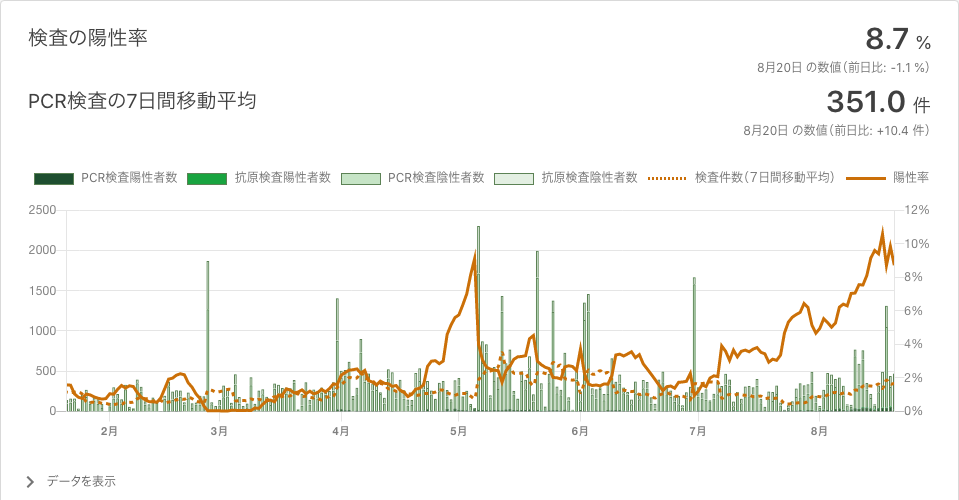 検査の陽性率
8.7 %
8月20日 の数値（前日比: -1.1 %）
PCR検査の7日間移動平均
351.0 件
8月20日 の数値（前日比: +10.4 件）
PCR検査陽性者数 抗原検査陽性者数 PCR検査陰性者数 抗原検査陰性者数 検査件数（7日間移動平均） 陽性率
2500 12%
2000 10%
1500 8%
1000 6%
500 4%
0 2%
0%
2月 3月 4月 5月 6月 7月 8月
データを表示